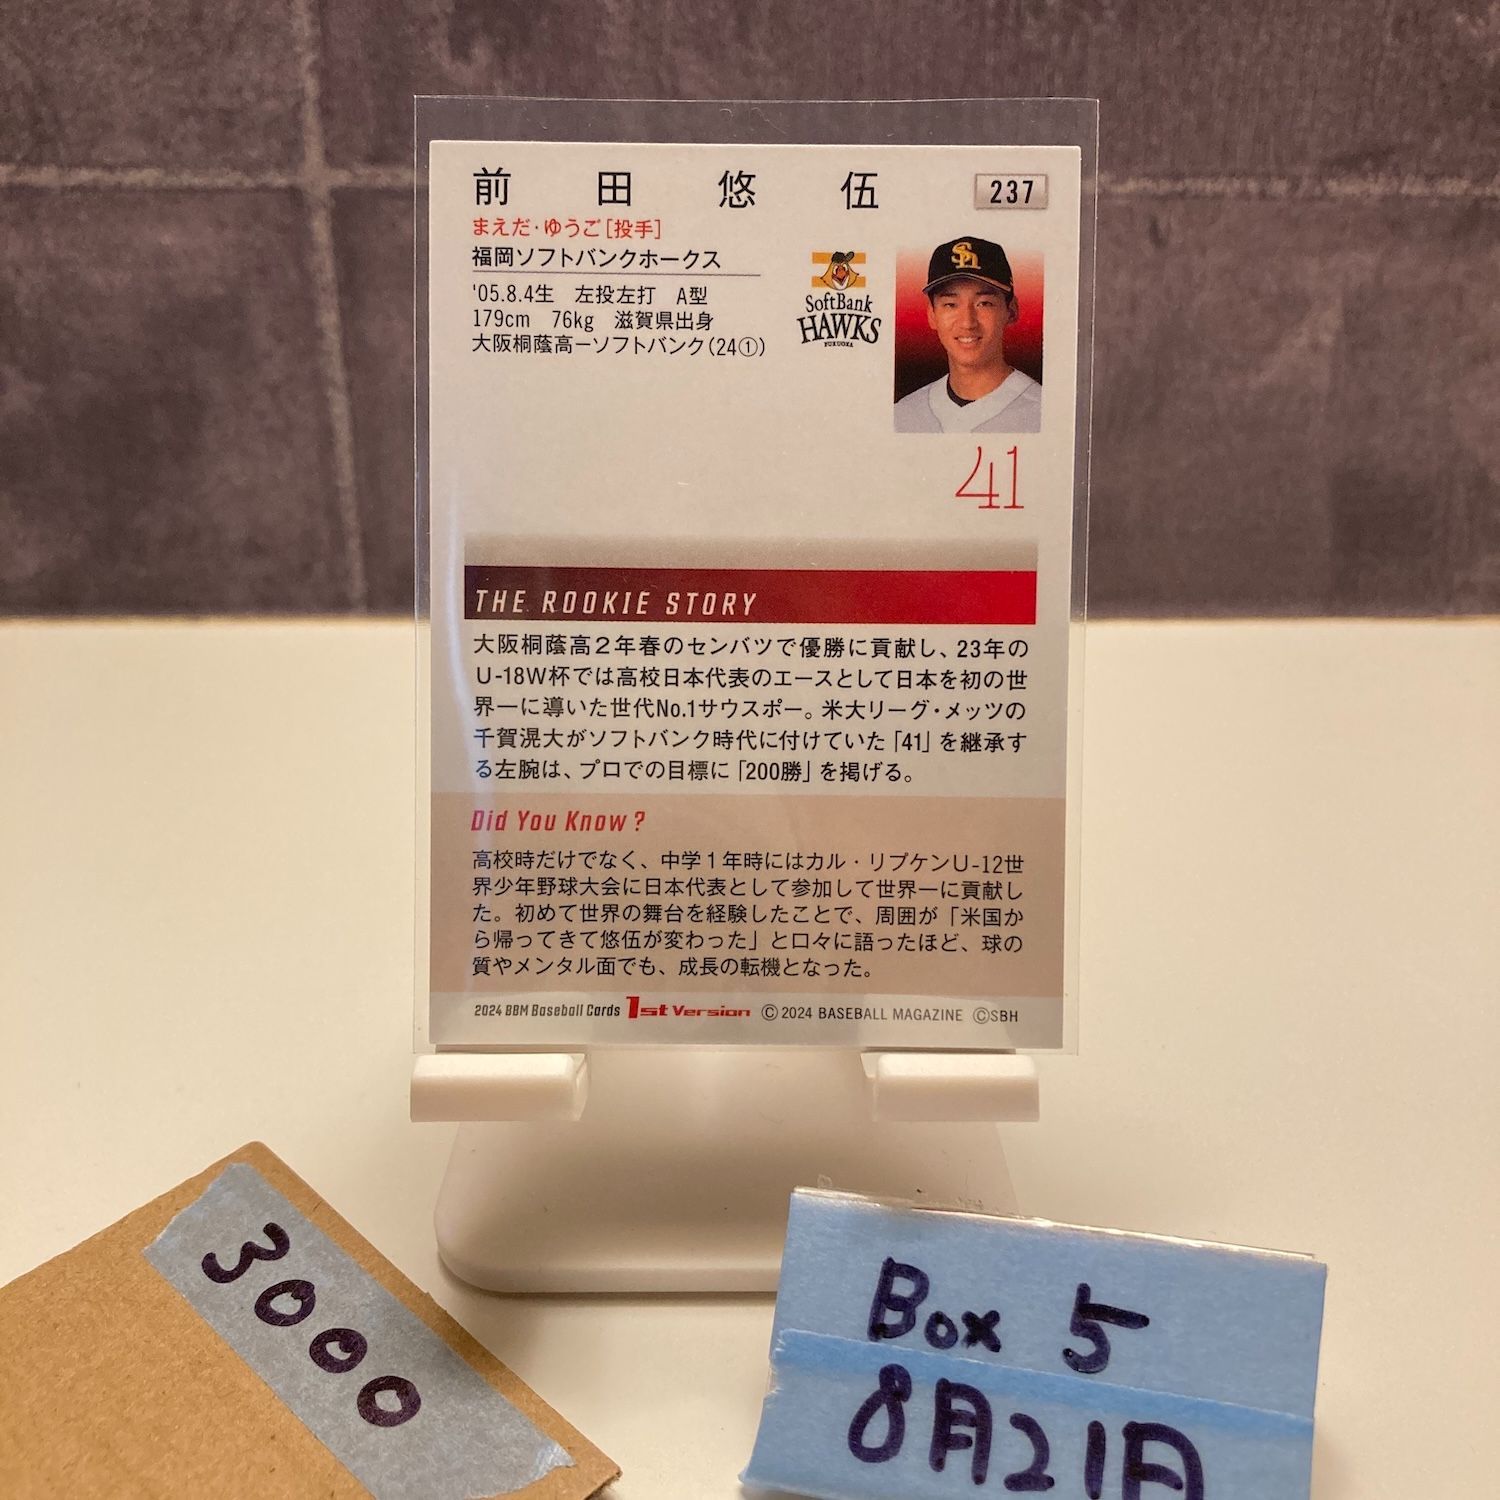 前田悠伍
237
まえだ・ゆうご[投手]
福岡ソフトバンクホークス
'05.8.4生 左投左打 A型
179cm 76kg 滋賀県出身
大阪桐蔭高ーソフトバンク(24①)
SoftBank
HAWKS
FUKUOKA
Sh
41
THE ROOKIE STORY
大阪桐蔭高2年春のセンバツで優勝に貢献し、23年の
U-18W杯では高校日本代表のエースとして日本を初の世
界一に導いた世代No.1サウスポー。米大リーグ・メッツの
千賀滉大がソフトバンク時代に付けていた「41」を継承す
る左腕は、プロでの目標に「200勝」を掲げる。
Did You Know?
高校時だけでなく、中学1年時にはカル・リプケンU-12世
界少年野球大会に日本代表として参加して世界一に貢献し
た。初めて世界の舞台を経験したことで、周囲が「米国か
ら帰ってきて悠伍が変わった」と口々に語ったほど、球の
質やメンタル面でも、成長の転機となった。
2024 BBM Baseball Cards 1st Version ©2024 BASEBALL MAGAZINE ©SBH
3000
Box 5
8月21日